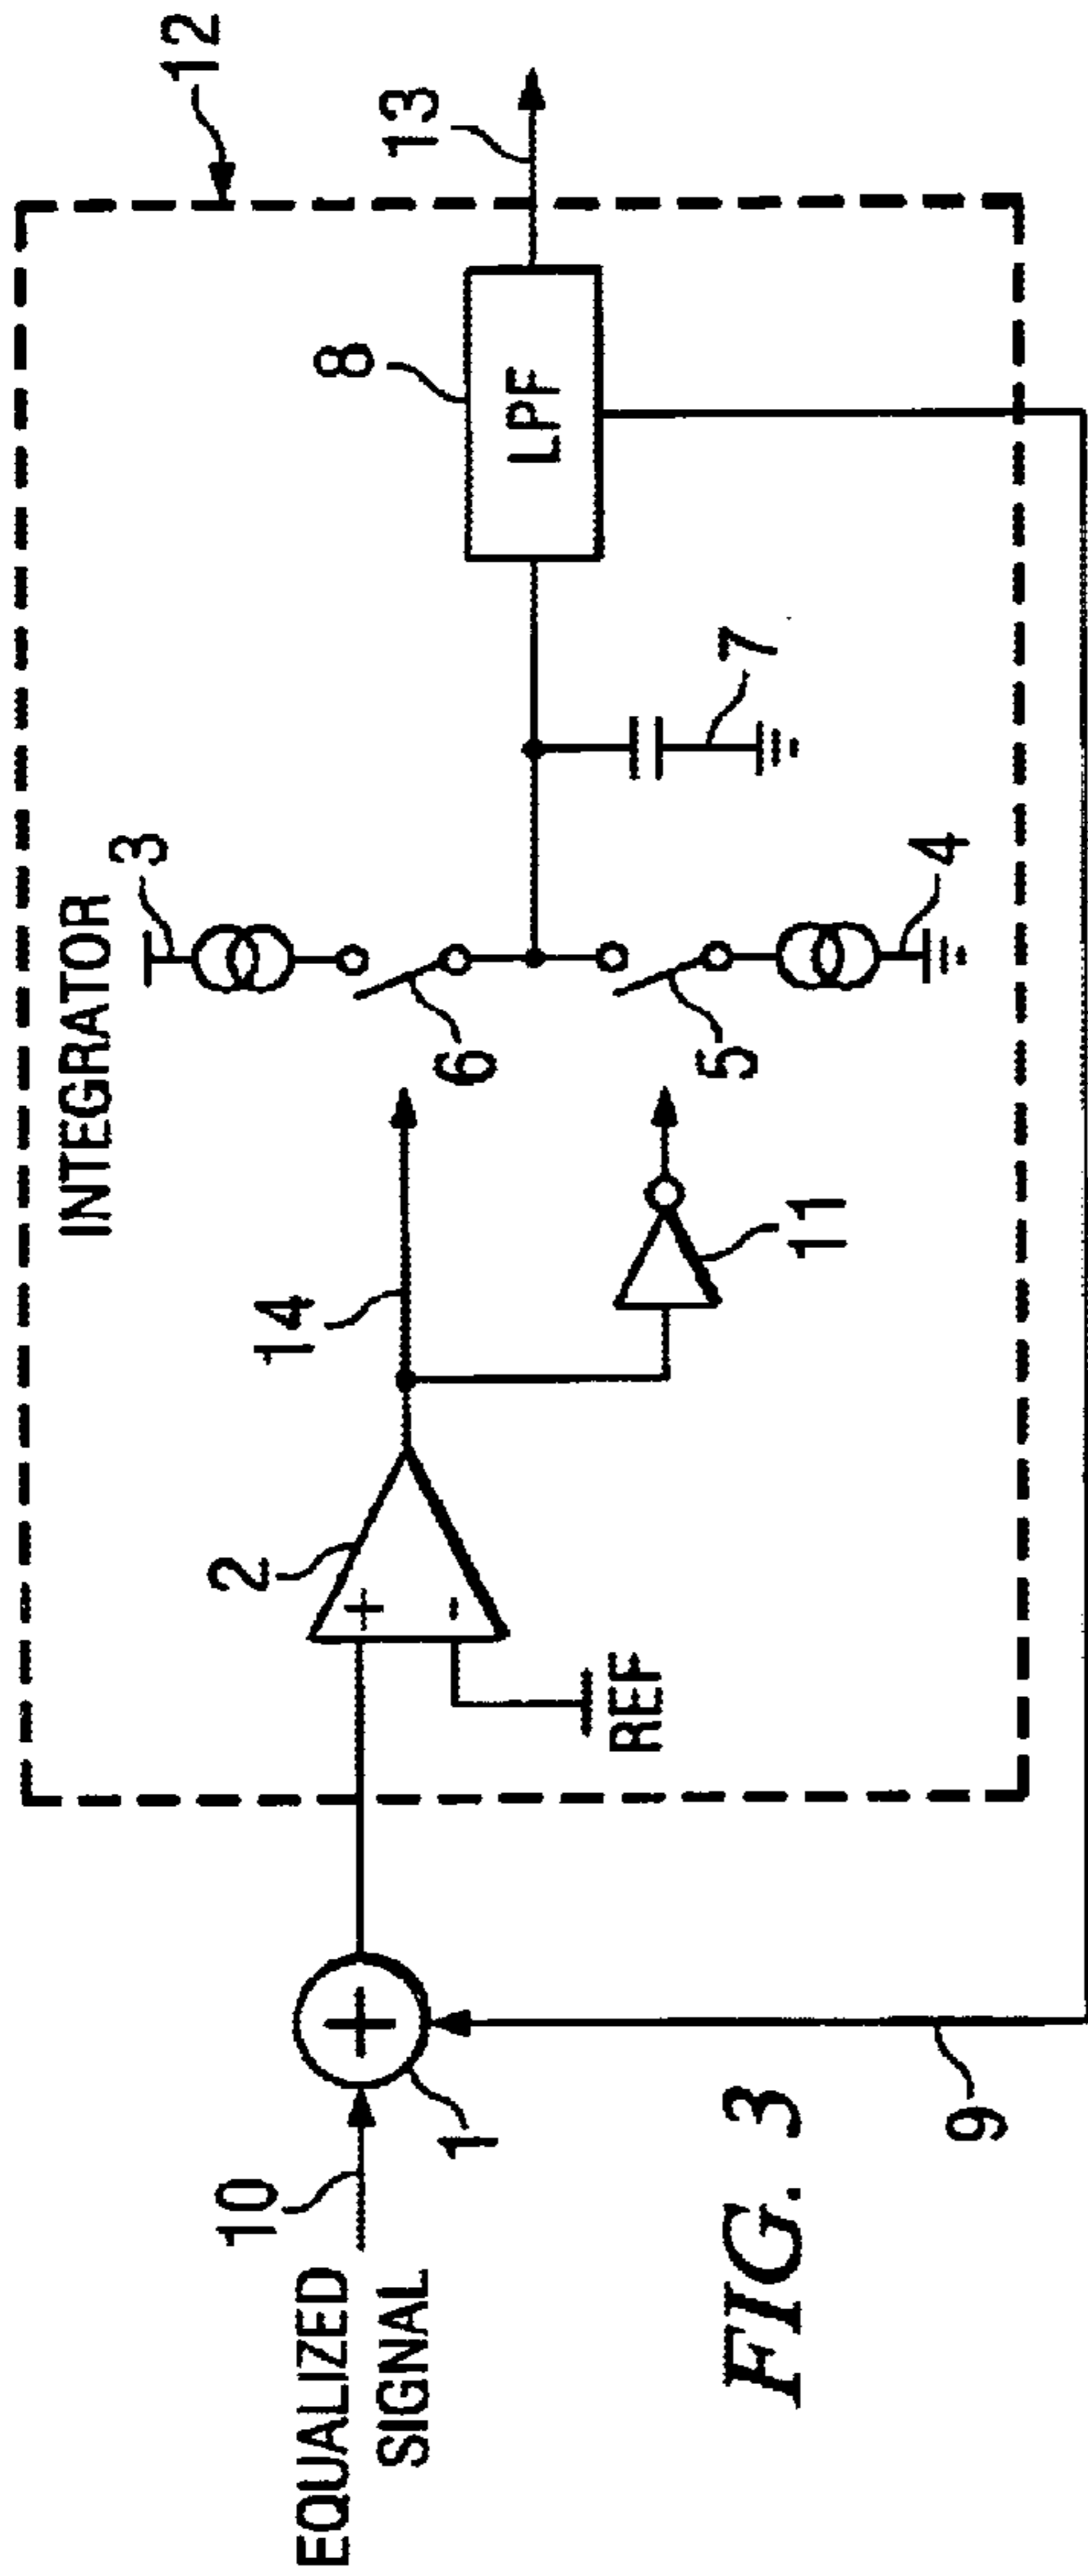 INTEGRATOR
12
3
8
13
14
6
LPF
2
+
-
REF
11
5
7
4
10
EQUALIZED
SIGNAL
+
1
9
FIG. 3